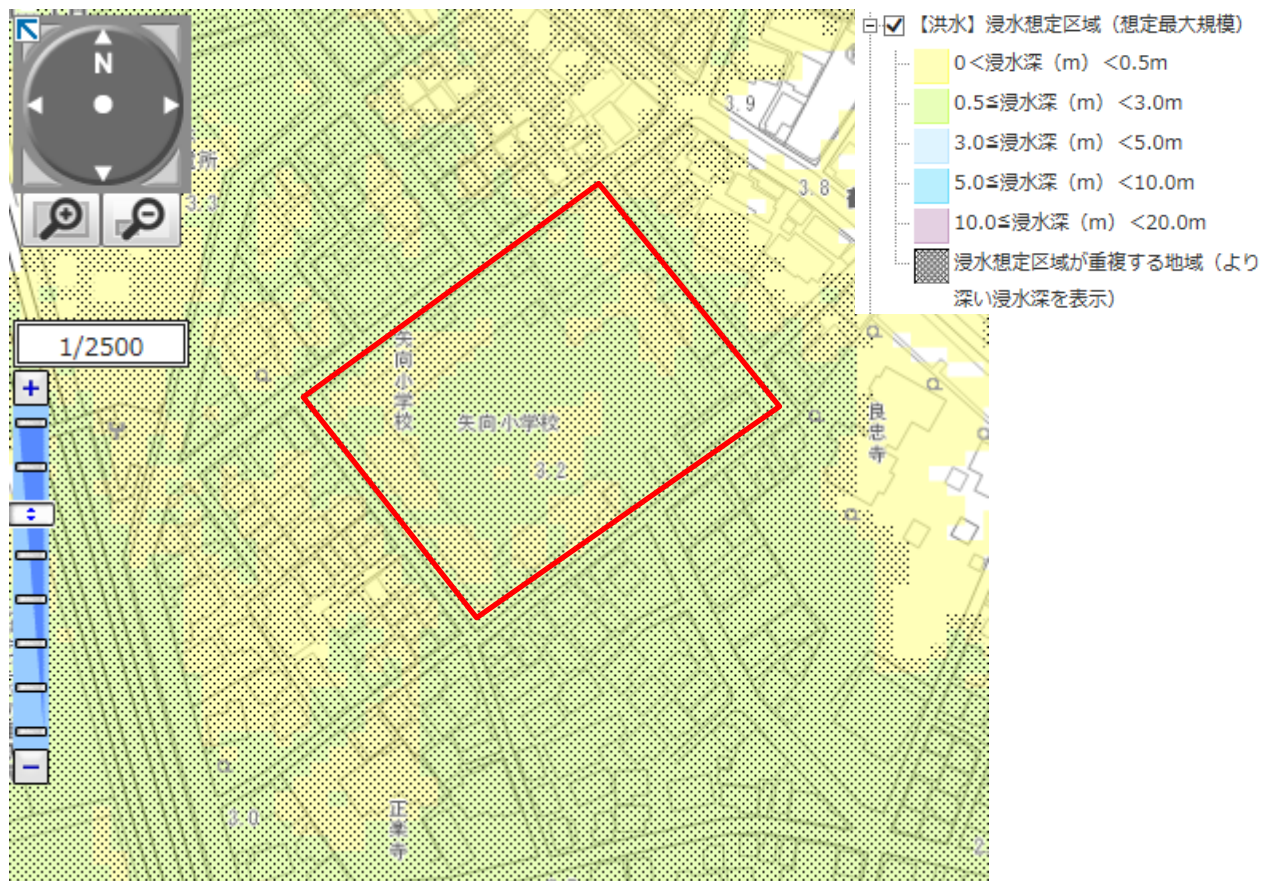 N
所
3.3
1/2500
+
−
3.9
3.8
矢向小学校
矢向小学校
3.2
良忠寺
3.0
正楽寺
【洪水】浸水想定区域（想定最大規模）
0＜浸水深（m）＜0.5m
0.5≦浸水深（m）＜3.0m
3.0≦浸水深（m）＜5.0m
5.0≦浸水深（m）＜10.0m
10.0≦浸水深（m）＜20.0m
浸水想定区域が重複する地域（より
深い浸水深を表示）